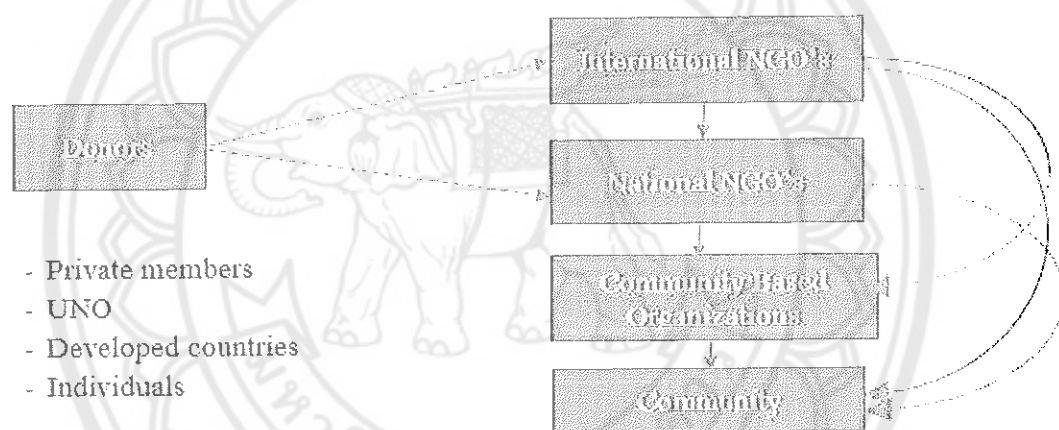 International NGO's
Donors
National NGO's
- Private members
- UNO
- Developed countries
- Individuals
Community Based
Organizations
Community